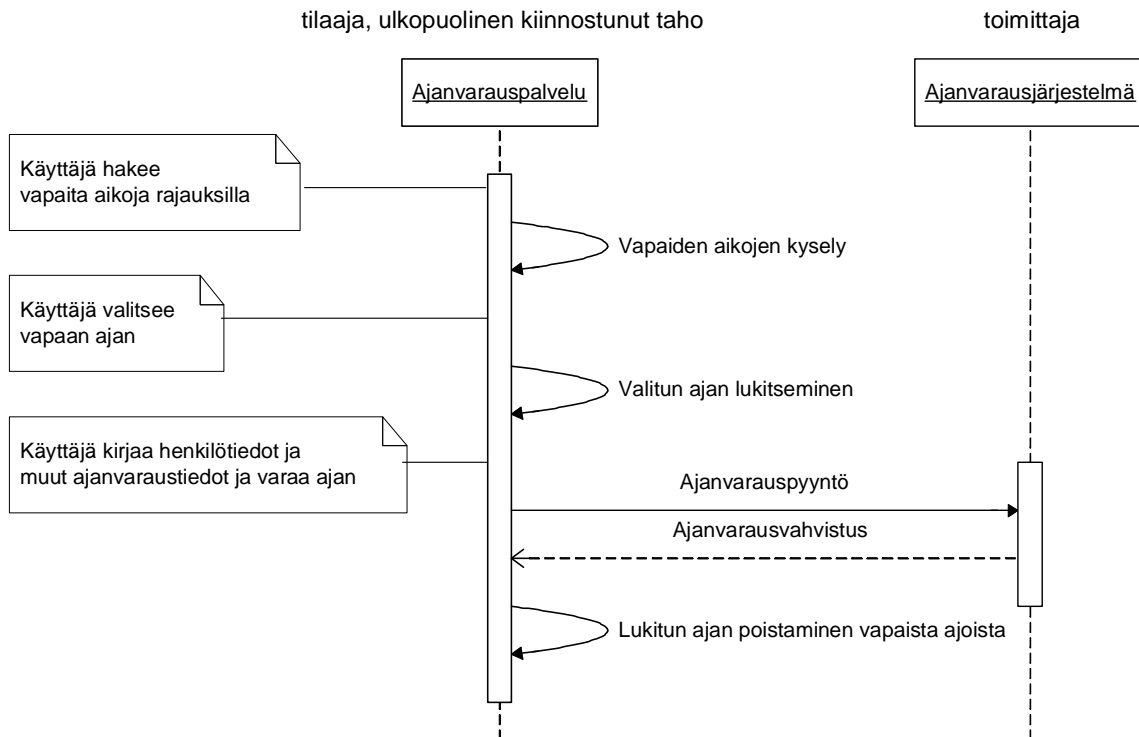 tilaaja, ulkopuolinen kiinnostunut taho
toimittaja
Ajanvarauspalvelu
Ajanvarausjärjestelmä
Käyttäjä hakee
vapaita aikoja rajauksilla
Vapaiden aikojen kysely
Käyttäjä valitsee
vapaan ajan
Valitun ajan lukitseminen
Käyttäjä kirjaa henkilötiedot ja
muut ajanvaraustiedot ja varaa ajan
Ajanvarauspyyntö
Ajanvarausvahvistus
Lukitun ajan poistaminen vapaista ajoista